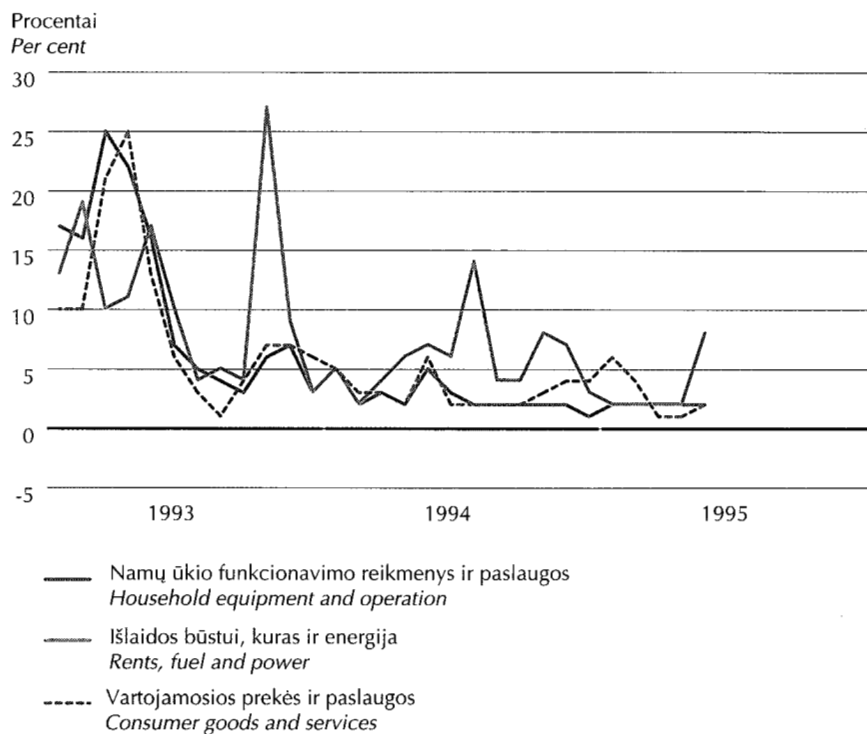 Procentai
Per cent
30
25
20
15
10
5
0
-5
1993 1994 1995
Namų ūkio funkcionavimo reikmenys ir paslaugos
Household equipment and operation
Išlaidos būstui, kuras ir energija
Rents, fuel and power
Vartojamosios prekės ir paslaugos
Consumer goods and services